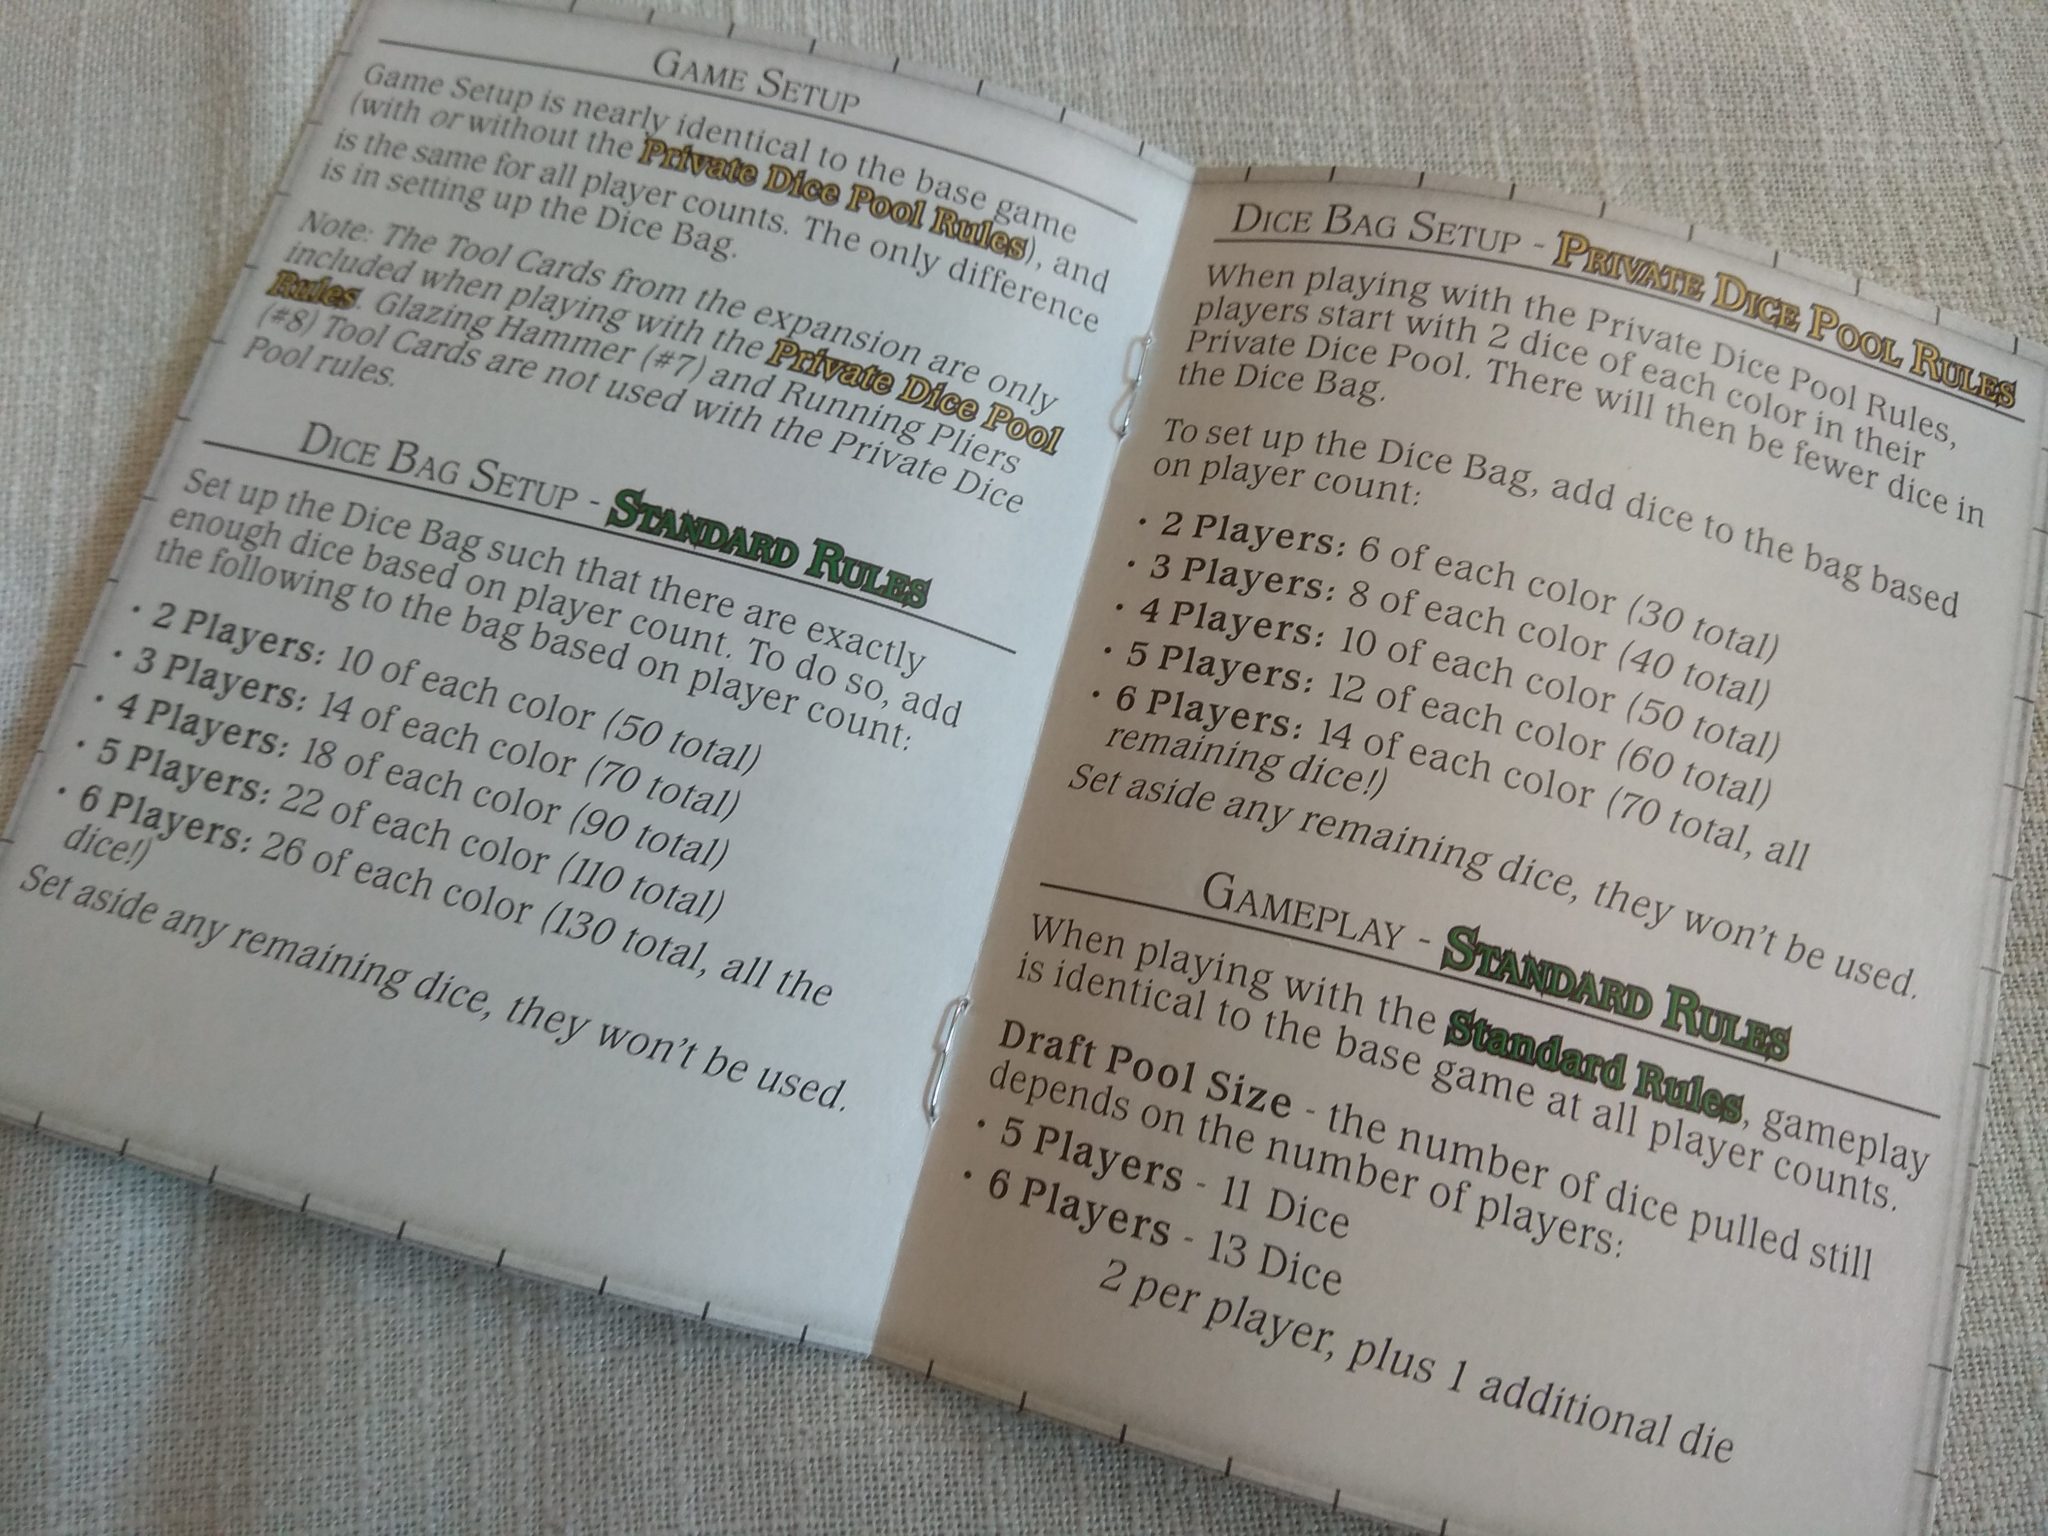 GAME SETUP
Game Setup is nearly identical to the base game
(with or without the Private Dice Pool Rules), and
is the same for all player counts. The only difference
is in setting up the Dice Bag.
Note: The Tool Cards from the expansion are only
included when playing with the Private Dice Pool
Rules. Glazing Hammer (#7) and Running Pliers
(#8) Tool Cards are not used with the Private Dice
Pool rules.
DICE BAG SETUP - STANDARD RULES
Set up the Dice Bag such that there are exactly
enough dice based on player count. To do so, add
the following to the bag based on player count:
• 2 Players: 10 of each color (50 total)
• 3 Players: 14 of each color (70 total)
• 4 Players: 18 of each color (90 total)
• 5 Players: 22 of each color (110 total)
• 6 Players: 26 of each color (130 total, all the
dice!)
Set aside any remaining dice, they won't be used.
DICE BAG SETUP - PRIVATE DICE POOL RULES
When playing with the Private Dice Pool Rules,
players start with 2 dice of each color in their
Private Dice Pool. There will then be fewer dice in
the Dice Bag.
To set up the Dice Bag, add dice to the bag based
on player count:
• 2 Players: 6 of each color (30 total)
• 3 Players: 8 of each color (40 total)
• 4 Players: 10 of each color (50 total)
• 5 Players: 12 of each color (60 total)
• 6 Players: 14 of each color (70 total, all
remaining dice!)
Set aside any remaining dice, they won't be used.
GAMEPLAY - STANDARD RULES
When playing with the Standard Rules, gameplay
is identical to the base game at all player counts.
Draft Pool Size - the number of dice pulled still
depends on the number of players:
• 5 Players - 11 Dice
• 6 Players - 13 Dice
2 per player, plus 1 additional die